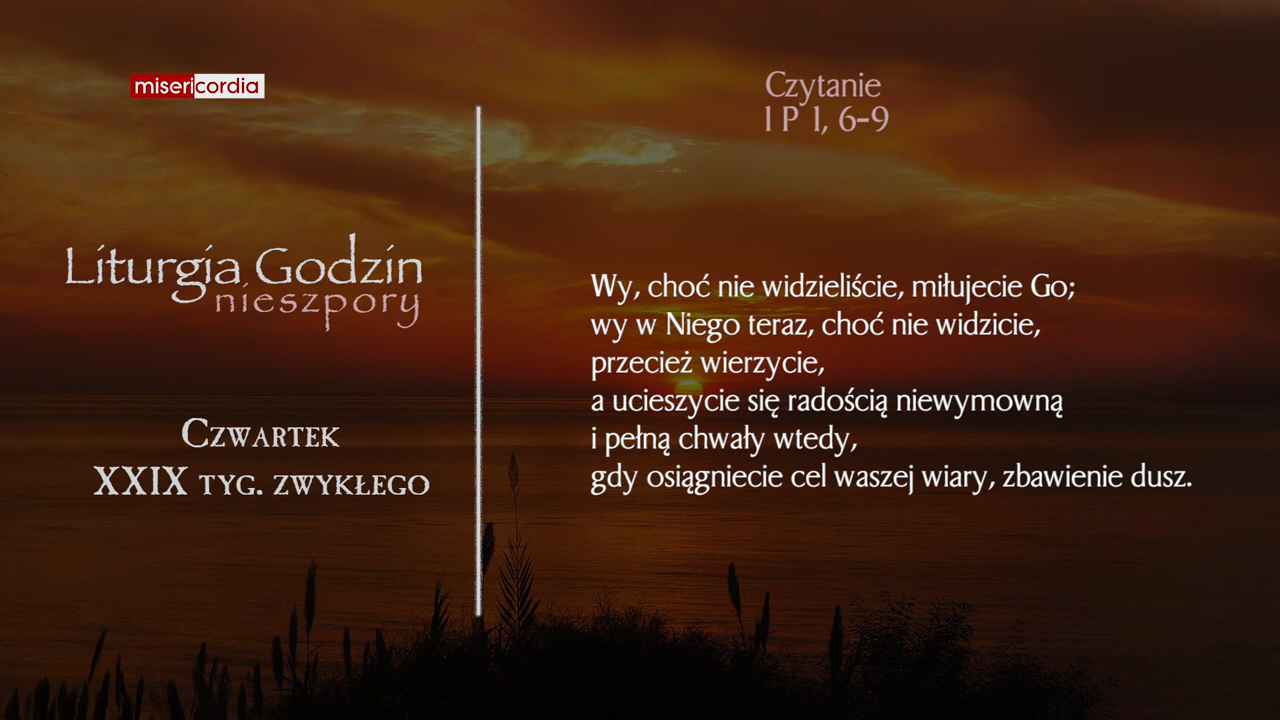 misericordia
Liturgia Godzin
nieszpory
Czwartek
XXIX tyg. zwykłego
Czytanie
1 P 1, 6-9
Wy, choć nie widzieliście, miłujecie Go;
wy w Niego teraz, choć nie widzicie,
przecież wierzycie,
a ucieszycie się radością niewymowną
i pełną chwały wtedy,
gdy osiągniecie cel waszej wiary, zbawienie dusz.